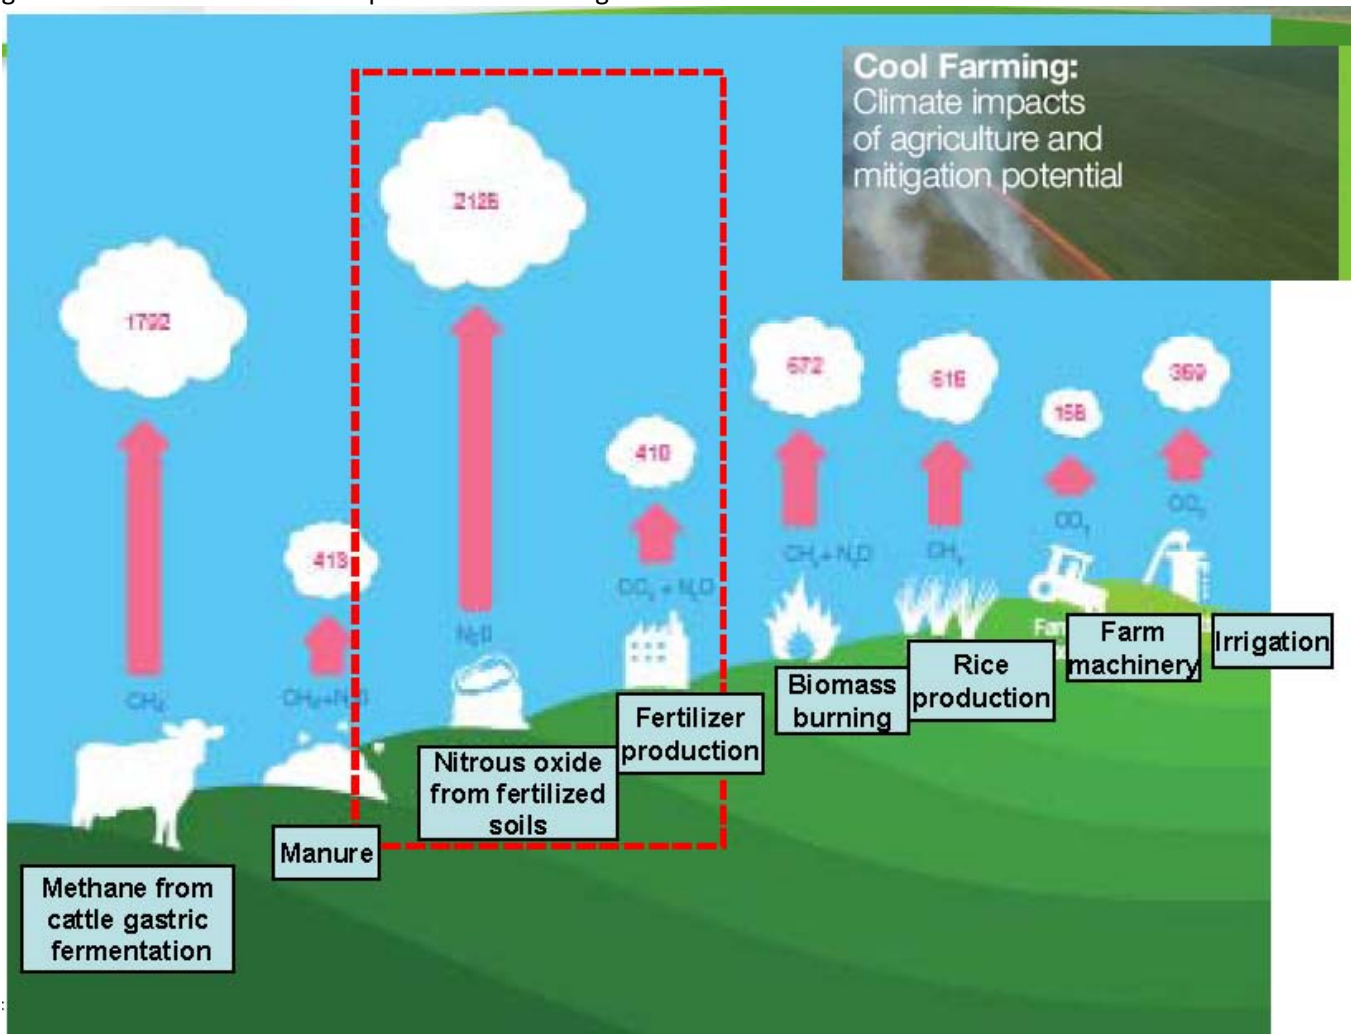 Cool Farming:
Climate impacts
of agriculture and
mitigation potential
2128
1792
672
616
369
158
410
413
CO₂
CO₂
CH₄ + N₂O
CH₄
CO₂ + N₂O
N₂O
CH₄
CH₄+N₂O
Farm
machinery
Irrigation
Rice
production
Biomass
burning
Fertilizer
production
Nitrous oxide
from fertilized
soils
Manure
Methane from
cattle gastric
fermentation